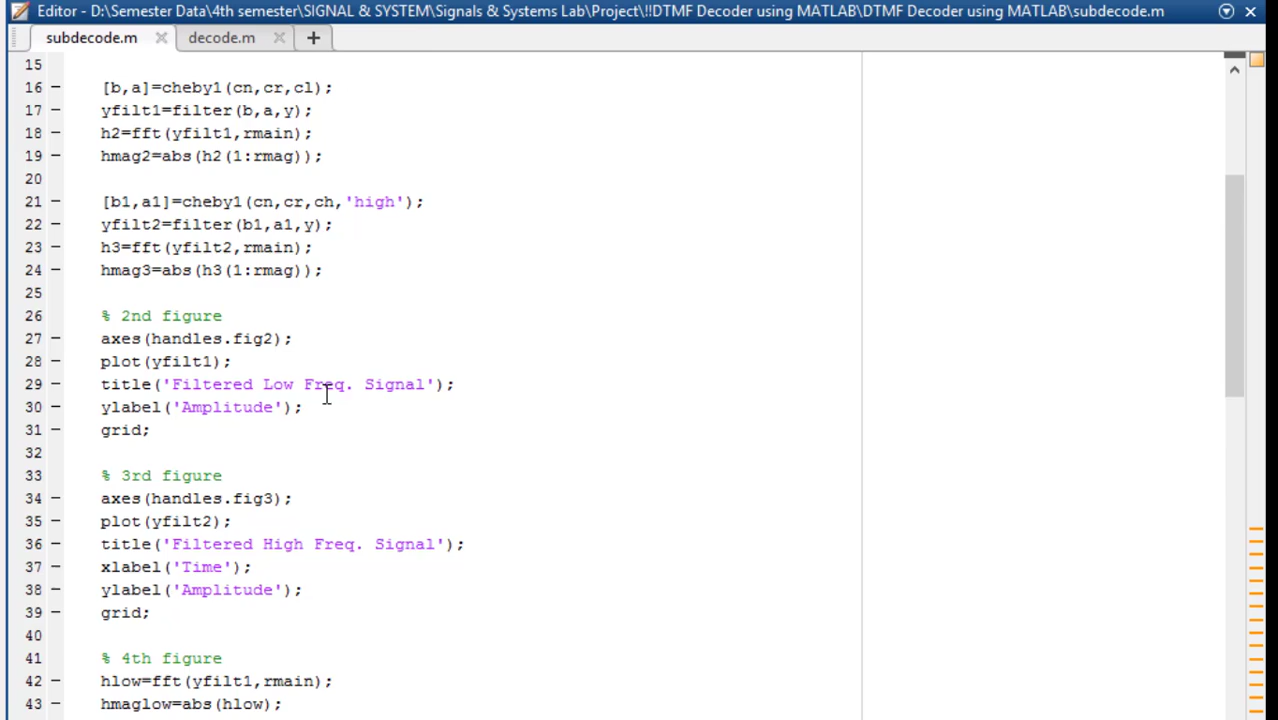 Editor - D:\Semester Data\4th semester\SIGNAL & SYSTEM\Signals & Systems Lab\Project\!!DTMF Decoder using MATLAB\DTMF Decoder using MATLAB\subdecode.m
subdecode.m decode.m
15
16 – [b,a]=cheby1(cn,cr,cl);
17 – yfilt1=filter(b,a,y);
18 – h2=fft(yfilt1,rmain);
19 – hmag2=abs(h2(1:rmag));
20
21 – [b1,a1]=cheby1(cn,cr,ch,'high');
22 – yfilt2=filter(b1,a1,y);
23 – h3=fft(yfilt2,rmain);
24 – hmag3=abs(h3(1:rmag));
25
26 % 2nd figure
27 – axes(handles.fig2);
28 – plot(yfilt1);
29 – title('Filtered Low Freq. Signal');
30 – ylabel('Amplitude');
31 – grid;
32
33 % 3rd figure
34 – axes(handles.fig3);
35 – plot(yfilt2);
36 – title('Filtered High Freq. Signal');
37 – xlabel('Time');
38 – ylabel('Amplitude');
39 – grid;
40
41 % 4th figure
42 – hlow=fft(yfilt1,rmain);
43 – hmaglow=abs(hlow);